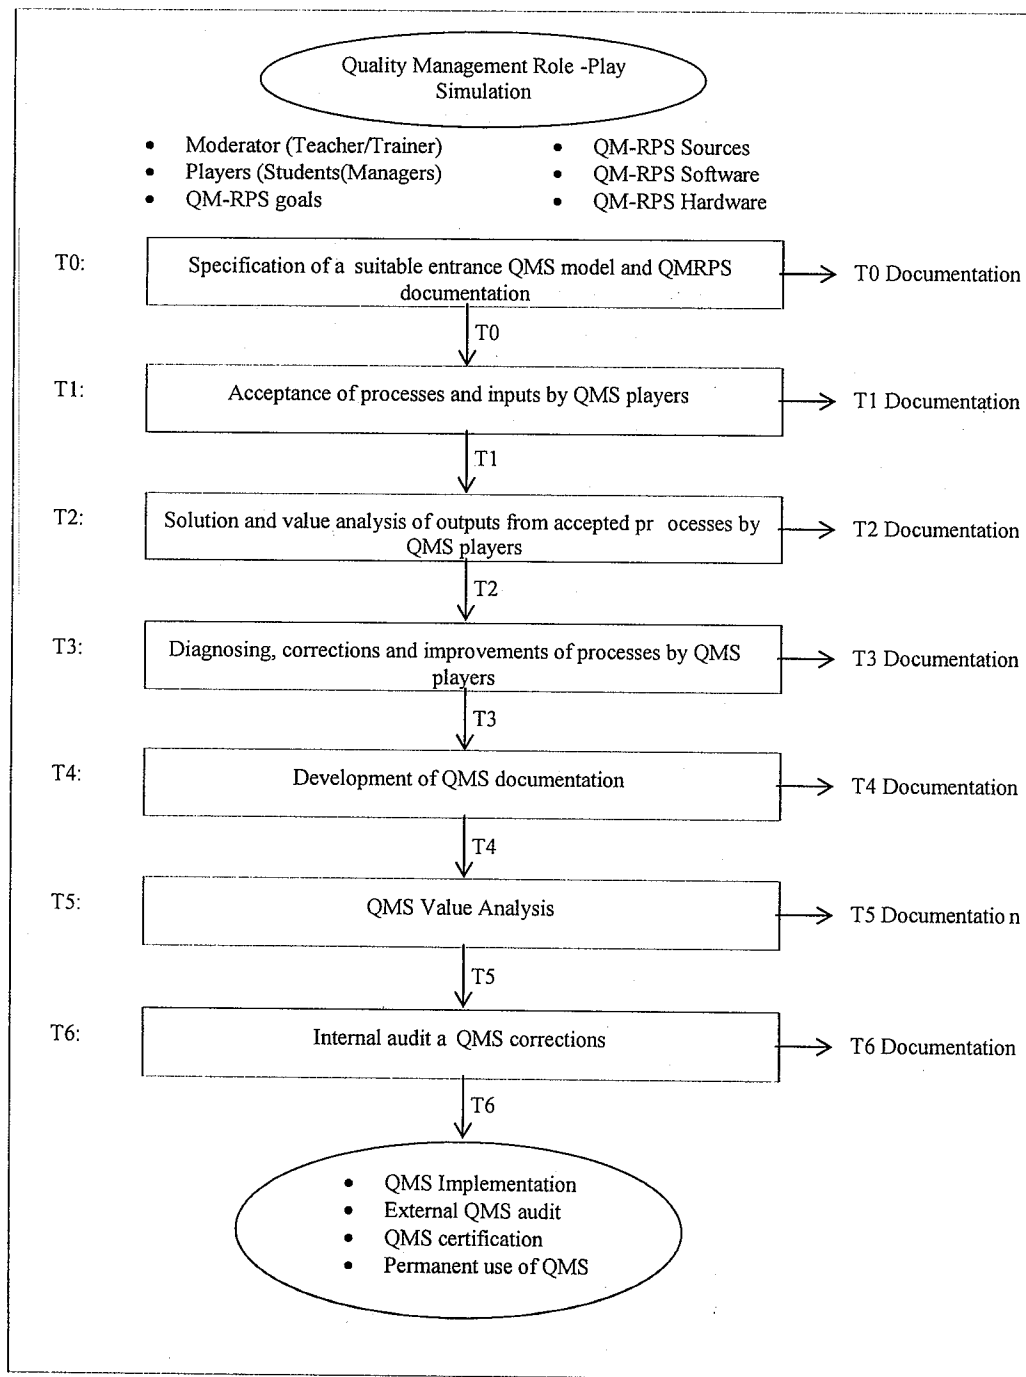 Quality Management Role -Play
Simulation
• Moderator (Teacher/Trainer)
• Players (Students(Managers)
• QM-RPS goals
• QM-RPS Sources
• QM-RPS Software
• QM-RPS Hardware
T0:
Specification of a suitable entrance QMS model and QMRPS
documentation
T0 Documentation
T0
T1:
Acceptance of processes and inputs by QMS players
T1 Documentation
T1
T2:
Solution and value analysis of outputs from accepted pr ocesses by
QMS players
T2 Documentation
T2
T3:
Diagnosing, corrections and improvements of processes by QMS
players
T3 Documentation
T3
T4:
Development of QMS documentation
T4 Documentation
T4
T5:
QMS Value Analysis
T5 Documentatio n
T5
T6:
Internal audit a QMS corrections
T6 Documentation
T6
• QMS Implementation
• External QMS audit
• QMS certification
• Permanent use of QMS